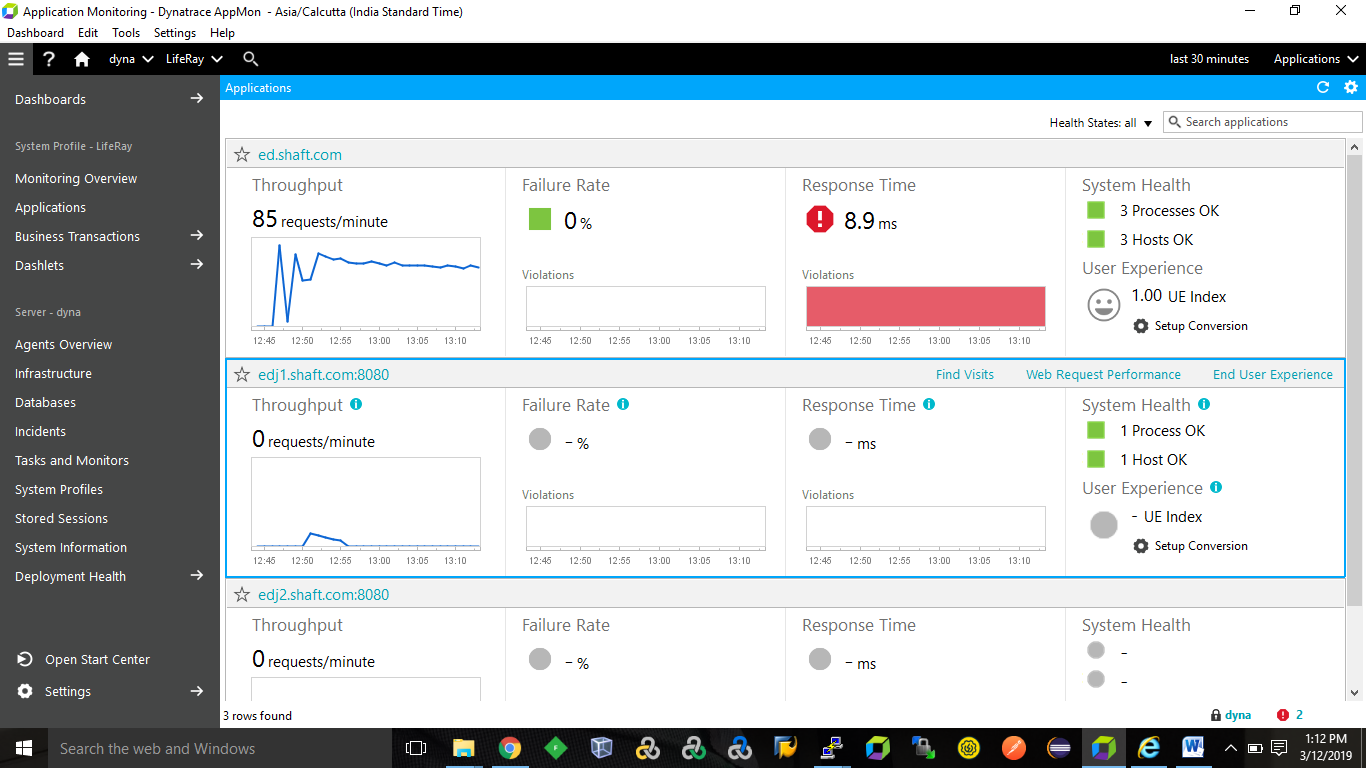 Application Monitoring - Dynatrace AppMon - Asia/Calcutta (India Standard Time)
Dashboard Edit Tools Settings Help
? dyna LifeRay last 30 minutes Applications
Dashboards
System Profile - LifeRay
Monitoring Overview
Applications
Business Transactions
Dashlets
Server - dyna
Agents Overview
Infrastructure
Databases
Incidents
Tasks and Monitors
System Profiles
Stored Sessions
System Information
Deployment Health
Open Start Center
Settings
Applications
Health States: all Search applications
ed.shaft.com
Throughput
85 requests/minute
12:45 12:50 12:55 13:00 13:05 13:10
Failure Rate
0 %
Violations
12:45 12:50 12:55 13:00 13:05 13:10
Response Time
8.9 ms
Violations
12:45 12:50 12:55 13:00 13:05 13:10
System Health
3 Processes OK
3 Hosts OK
User Experience
1.00 UE Index
Setup Conversion
edj1.shaft.com:8080 Find Visits Web Request Performance End User Experience
Throughput
0 requests/minute
12:45 12:50 12:55 13:00 13:05 13:10
Failure Rate
- %
Violations
12:45 12:50 12:55 13:00 13:05 13:10
Response Time
- ms
Violations
12:45 12:50 12:55 13:00 13:05 13:10
System Health
1 Process OK
1 Host OK
User Experience
- UE Index
Setup Conversion
edj2.shaft.com:8080
Throughput
0 requests/minute
Failure Rate
- %
Response Time
- ms
System Health
-
-
3 rows found
dyna 2
Search the web and Windows
1:12 PM
3/12/2019